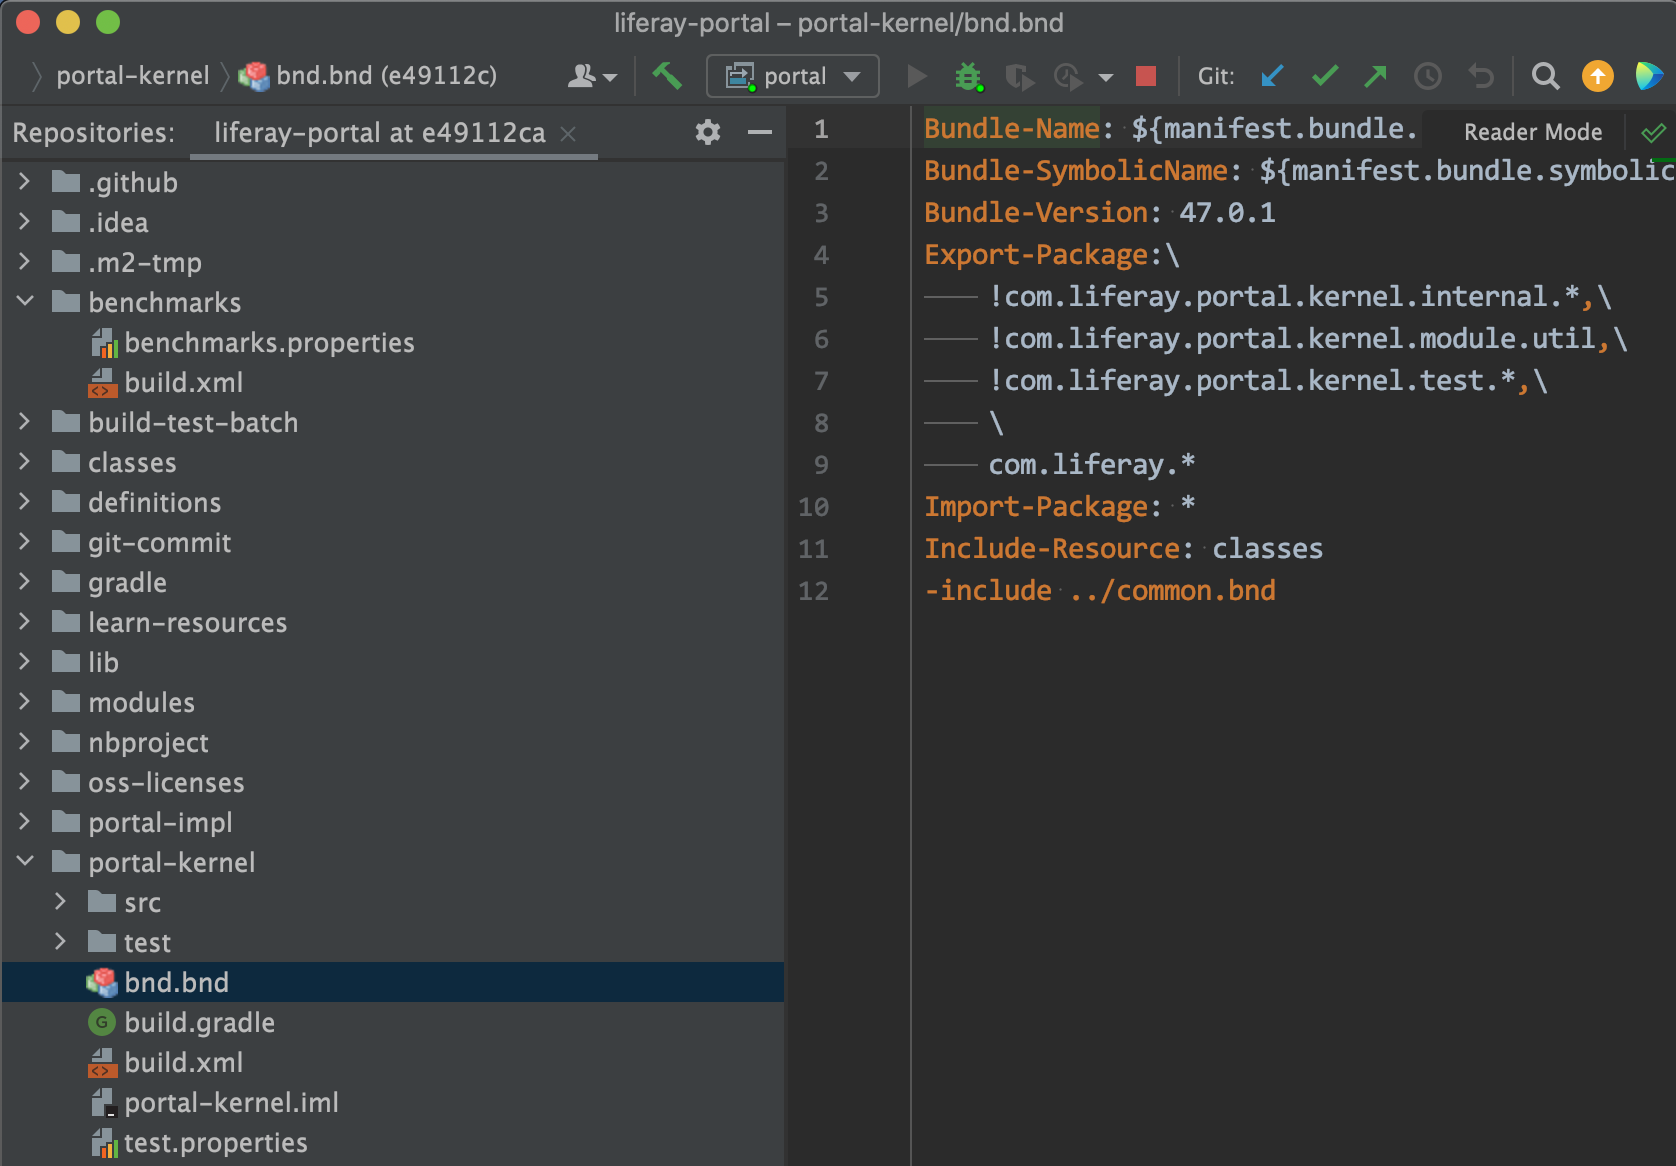 liferay-portal – portal-kernel/bnd.bnd
portal-kernel
bnd.bnd (e49112c)
portal
Git:
Repositories:
liferay-portal at e49112ca
.github
.idea
.m2-tmp
benchmarks
benchmarks.properties
build.xml
build-test-batch
classes
definitions
git-commit
gradle
learn-resources
lib
modules
nbproject
oss-licenses
portal-impl
portal-kernel
src
test
bnd.bnd
G build.gradle
build.xml
portal-kernel.iml
test.properties
Reader Mode
1 Bundle-Name: ${manifest.bundle.
2 Bundle-SymbolicName: ${manifest.bundle.symbolic
3 Bundle-Version: 47.0.1
4 Export-Package:\
5 !com.liferay.portal.kernel.internal.*,\
6 !com.liferay.portal.kernel.module.util,\
7 !com.liferay.portal.kernel.test.*,\
8 \
9 com.liferay.*
10 Import-Package: *
11 Include-Resource: classes
12 -include ../common.bnd